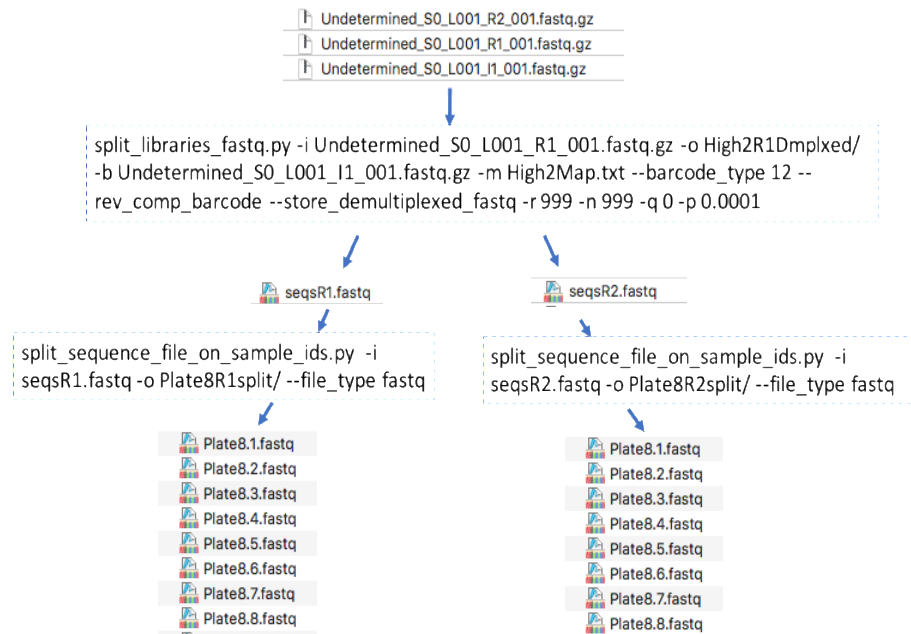 Undetermined_S0_L001_R2_001.fastq.gz
Undetermined_S0_L001_R1_001.fastq.gz
Undetermined_S0_L001_I1_001.fastq.gz
split_libraries_fastq.py -i Undetermined_S0_L001_R1_001.fastq.gz -o High2R1Dmplxed/
-b Undetermined_S0_L001_I1_001.fastq.gz -m High2Map.txt --barcode_type 12 --
rev_comp_barcode --store_demultiplexed_fastq -r 999 -n 999 -q 0 -p 0.0001
seqsR1.fastq
seqsR2.fastq
split_sequence_file_on_sample_ids.py -i
seqsR1.fastq -o Plate8R1split/ --file_type fastq
split_sequence_file_on_sample_ids.py -i
seqsR2.fastq -o Plate8R2split/ --file_type fastq
Plate8.1.fastq
Plate8.2.fastq
Plate8.3.fastq
Plate8.4.fastq
Plate8.5.fastq
Plate8.6.fastq
Plate8.7.fastq
Plate8.8.fastq
Plate8.1.fastq
Plate8.2.fastq
Plate8.3.fastq
Plate8.4.fastq
Plate8.5.fastq
Plate8.6.fastq
Plate8.7.fastq
Plate8.8.fastq